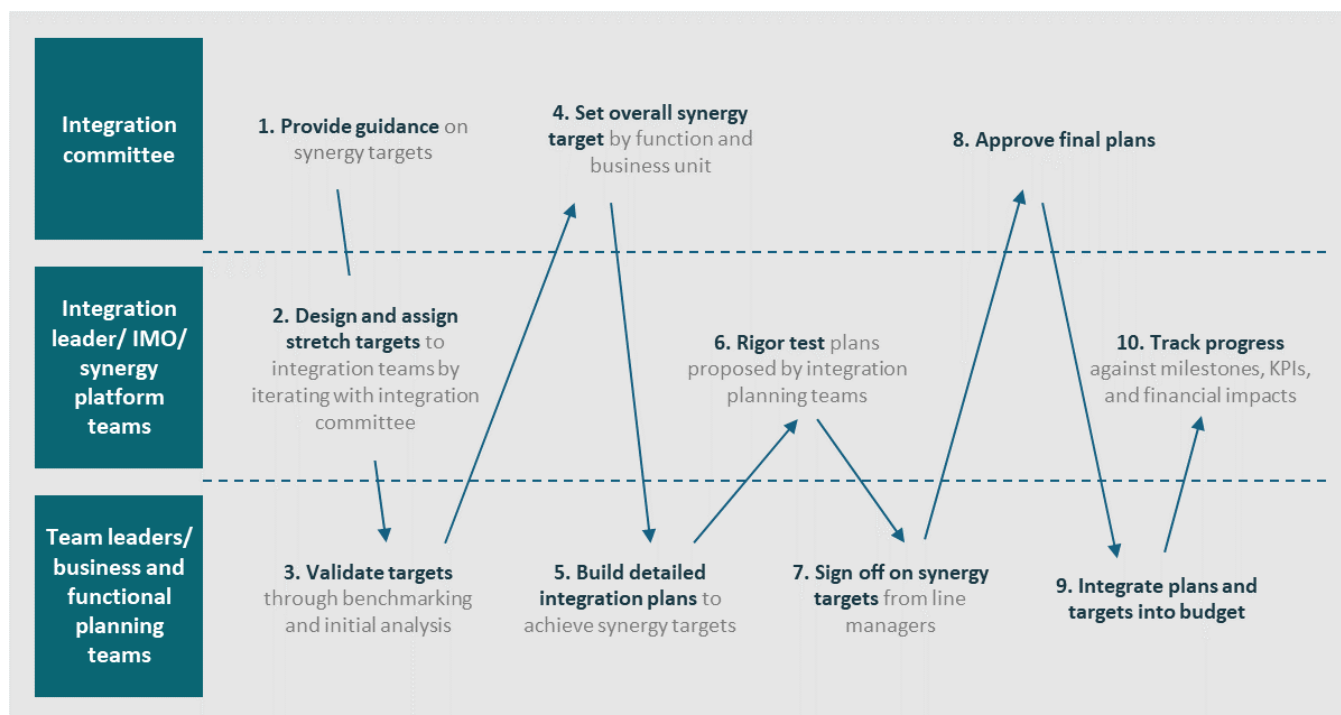 Integration
committee
1. Provide guidance on
synergy targets
4. Set overall synergy
target by function and
business unit
8. Approve final plans
Integration
leader/ IMO/
synergy
platform
teams
2. Design and assign
stretch targets to
integration teams by
iterating with integration
committee
6. Rigor test plans
proposed by integration
planning teams
10. Track progress
against milestones, KPIs,
and financial impacts
Team leaders/
business and
functional
planning
teams
3. Validate targets
through benchmarking
and initial analysis
5. Build detailed
integration plans to
achieve synergy targets
7. Sign off on synergy
targets from line
managers
9. Integrate plans and
targets into budget